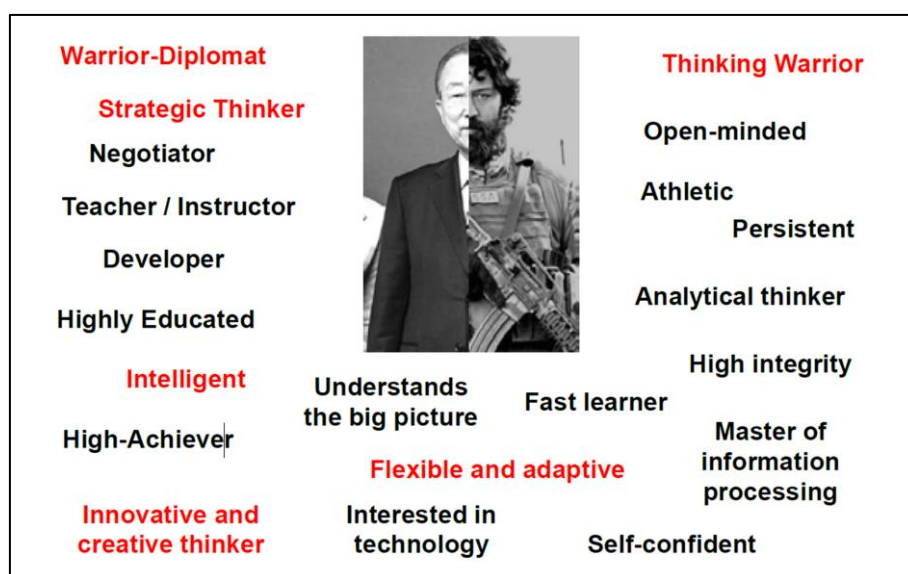 Warrior-Diplomat
Strategic Thinker
Negotiator
Teacher / Instructor
Developer
Highly Educated
Intelligent
High-Achiever
Innovative and
creative thinker
Understands
the big picture
Flexible and adaptive
Interested in
technology
Thinking Warrior
Open-minded
Athletic
Persistent
Analytical thinker
High integrity
Fast learner
Master of
information
processing
Self-confident